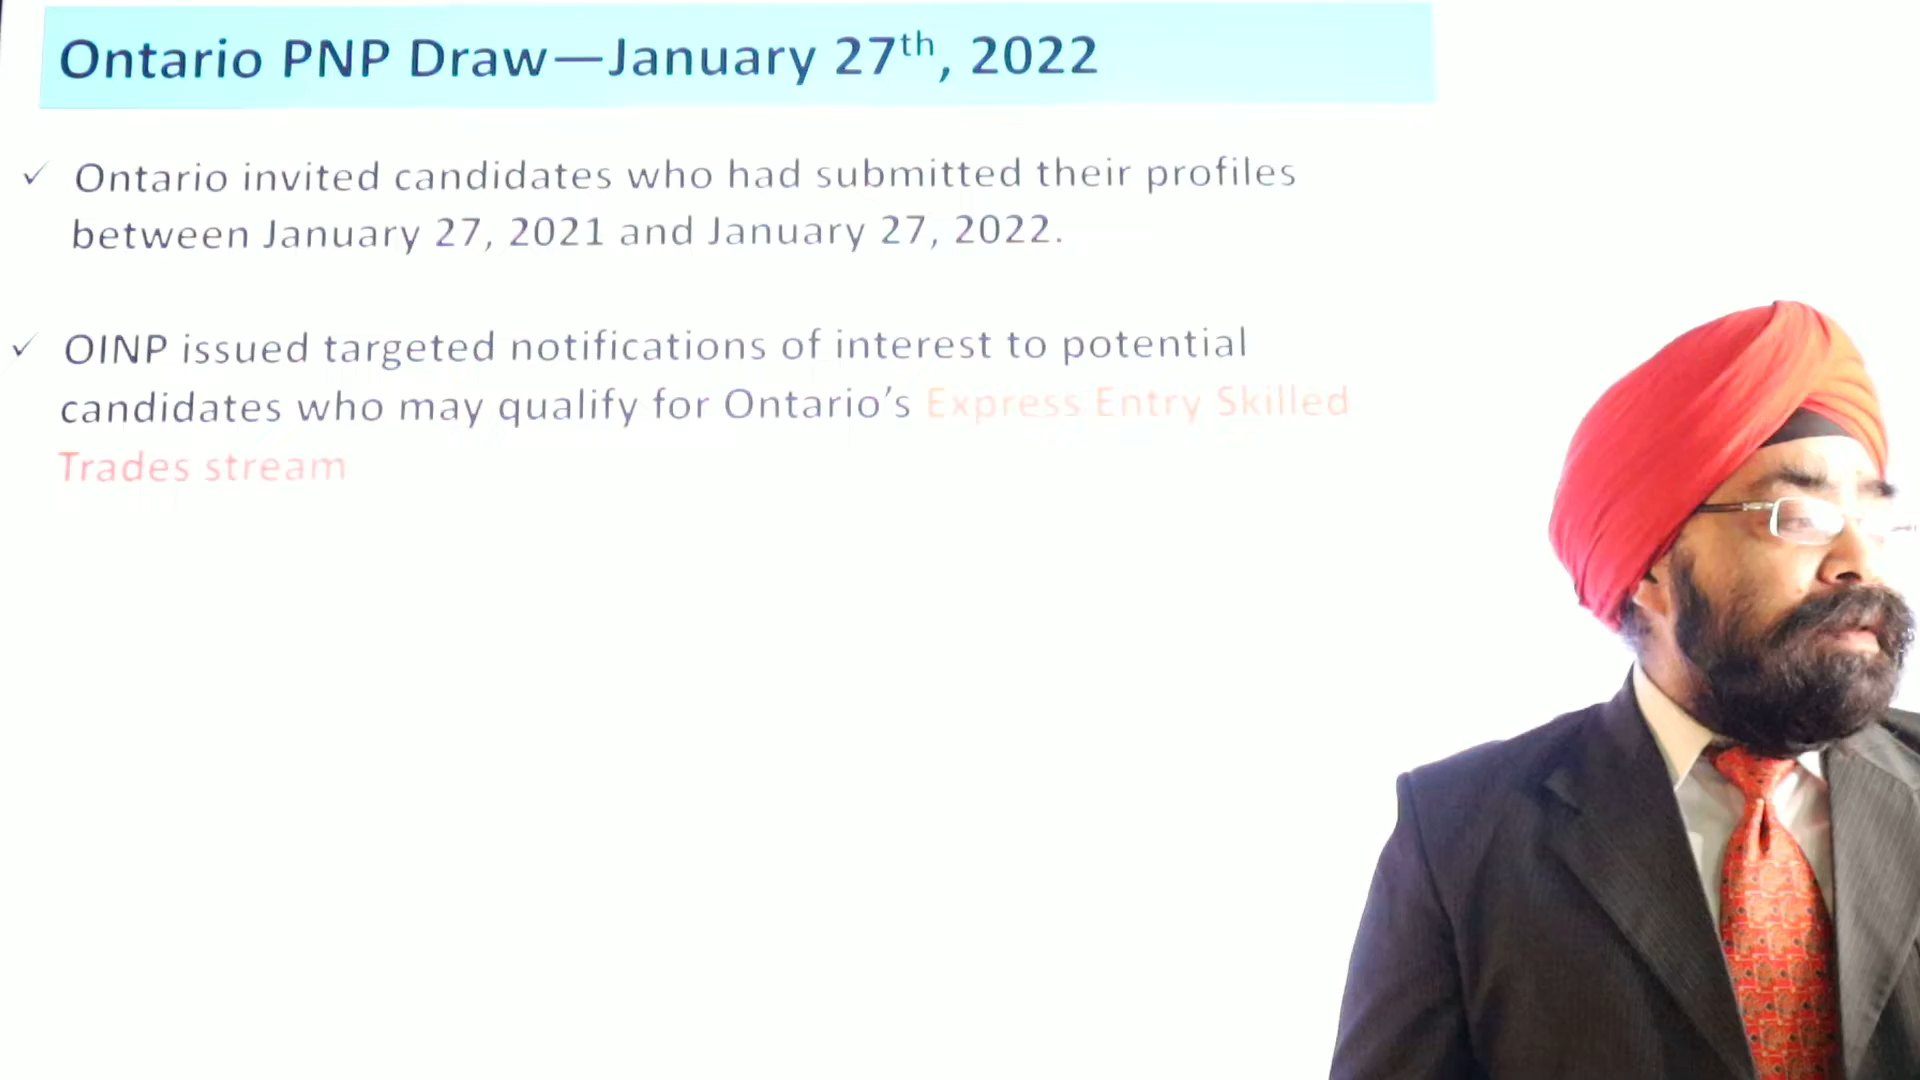 Ontario PNP Draw—January 27th, 2022
✓ Ontario invited candidates who had submitted their profiles
between January 27, 2021 and January 27, 2022.
✓ OINP issued targeted notifications of interest to potential
candidates who may qualify for Ontario's Express Entry Skilled
Trades stream